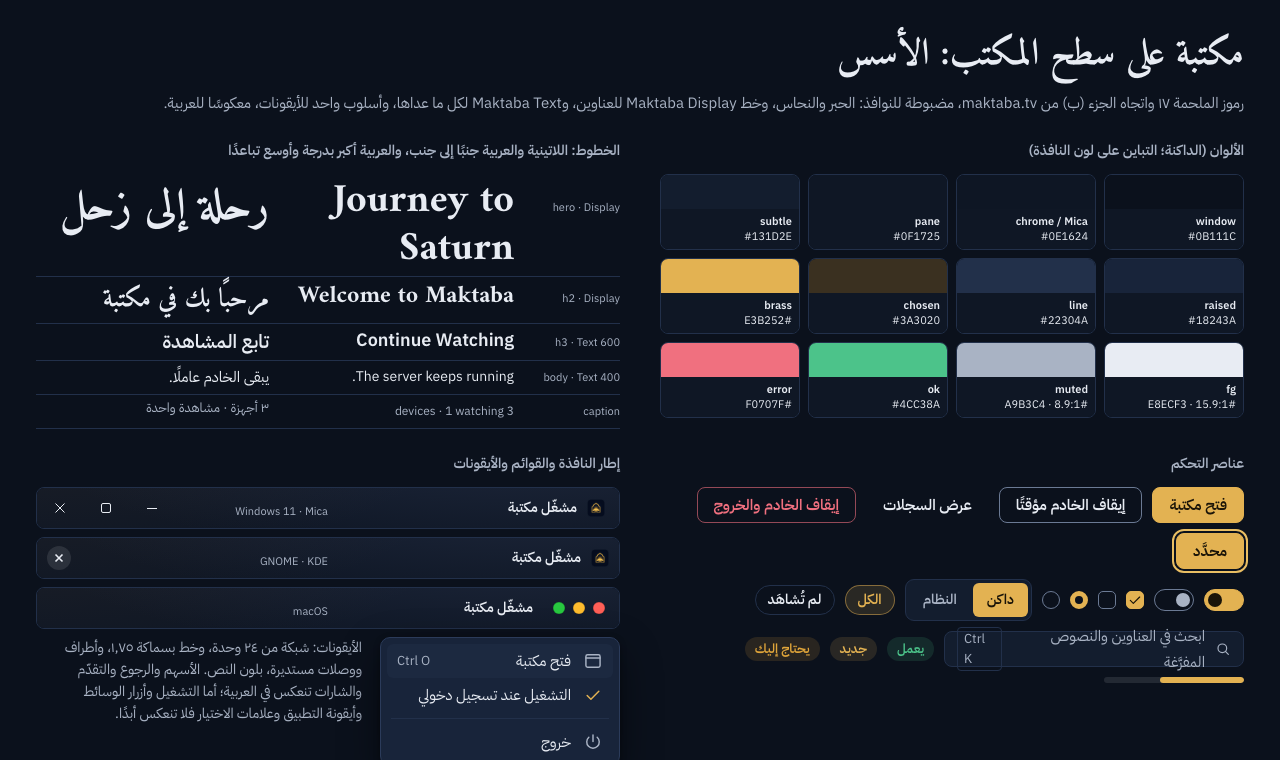 مكتبة على سطح المكتب: الأسس
رموز الملحمة ١٧ واتجاه الجزء (ب) من maktaba.tv، مضبوطة للنوافذ: الحبر والنحاس، وخط Maktaba Display للعناوين، وMaktaba Text لكل ما عداها، وأسلوب واحد للأيقونات، معكوسًا للعربية.
الألوان (الداكنة؛ التباين على لون النافذة)
window
#0B111C
chrome / Mica
#0E1624
pane
#0F1725
subtle
#131D2E
raised
#18243A
line
#22304A
chosen
#3A3020
brass
E3B252#
fg
E8ECF3 · 15.9:1#
muted
A9B3C4 · 8.9:1#
ok
#4CC38A
error
F0707F#
الخطوط: اللاتينية والعربية جنبًا إلى جنب، والعربية أكبر بدرجة وأوسع تباعدًا
hero · Display
Journey to
Saturn
رحلة إلى زحل
h2 · Display
Welcome to Maktaba
مرحبًا بك في مكتبة
h3 · Text 600
Continue Watching
تابع المشاهدة
body · Text 400
.The server keeps running
يبقى الخادم عاملًا.
caption
devices · 1 watching 3
٣ أجهزة · مشاهدة واحدة
عناصر التحكم
فتح مكتبة
إيقاف الخادم مؤقتًا
عرض السجلات
إيقاف الخادم والخروج
محدَّد
داكن
النظام
الكل
لم تُشاهَد
ابحث في العناوين والنصوص
المفرَّغة
Ctrl
K
يعمل
جديد
يحتاج إليك
إطار النافذة والقوائم والأيقونات
مشغّل مكتبة
Windows 11 · Mica
مشغّل مكتبة
GNOME · KDE
مشغّل مكتبة
macOS
فتح مكتبة
Ctrl O
التشغيل عند تسجيل دخولي
خروج
الأيقونات: شبكة من ٢٤ وحدة، وخط بسماكة ١٫٧٥، وأطراف
ووصلات مستديرة، بلون النص. الأسهم والرجوع والتقدّم
والشارات تنعكس في العربية؛ أما التشغيل وأزرار الوسائط
وأيقونة التطبيق وعلامات الاختيار فلا تنعكس أبدًا.